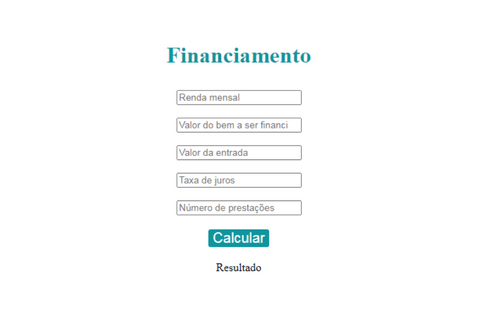 Financiamento
Renda mensal
Valor do bem a ser financi
Valor da entrada
Taxa de juros
Número de prestações
Calcular
Resultado